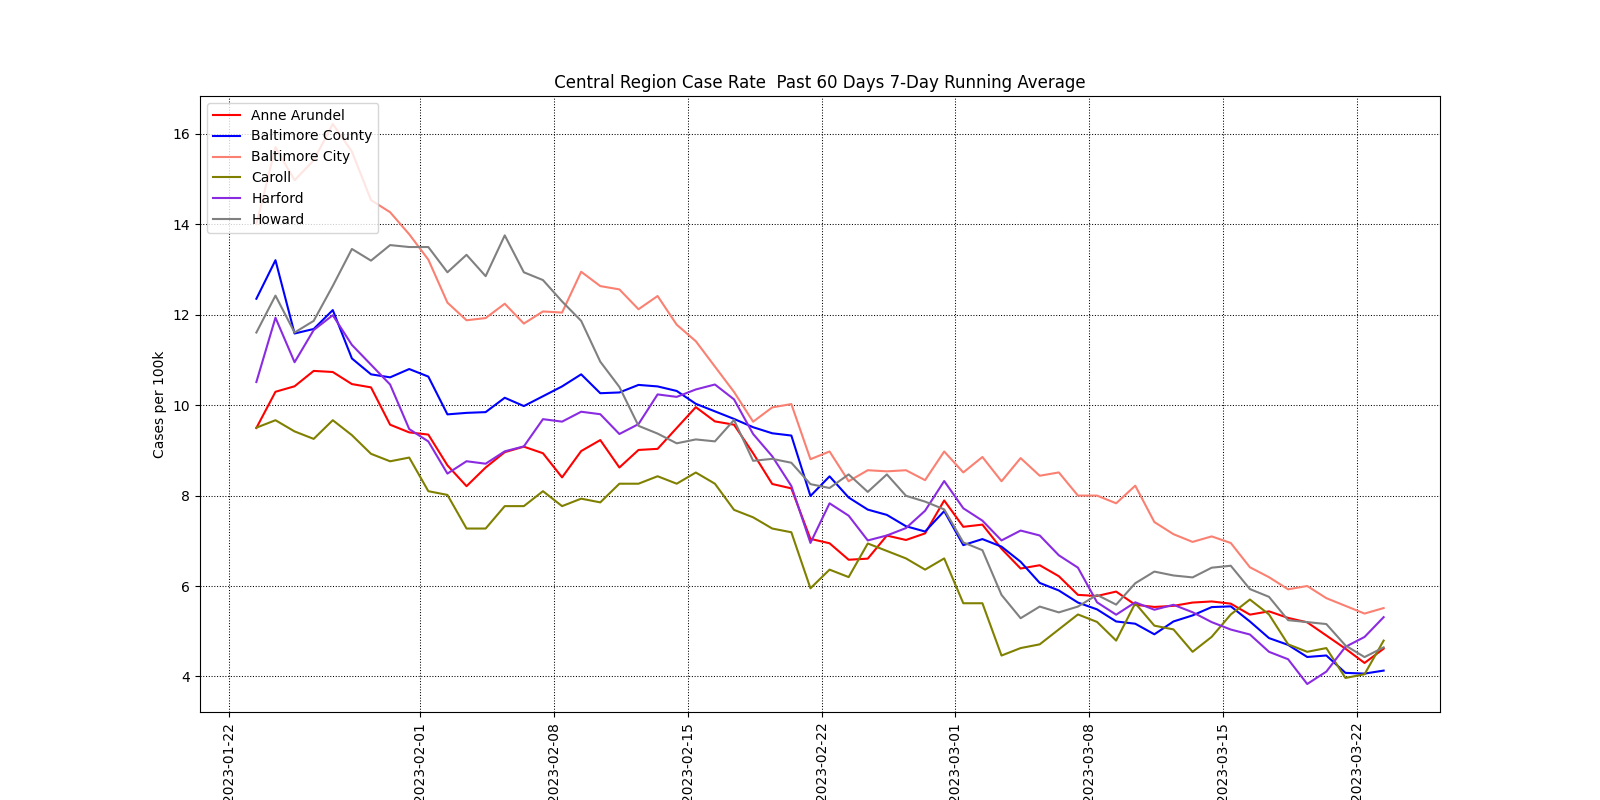 Central Region Case Rate  Past 60 Days 7-Day Running Average
Anne Arundel
Baltimore County
Baltimore City
Caroll
Harford
Howard
Cases per 100k
16
14
12
10
8
6
4
2023-01-22
2023-02-01
2023-02-08
2023-02-15
2023-02-22
2023-03-01
2023-03-08
2023-03-15
2023-03-22